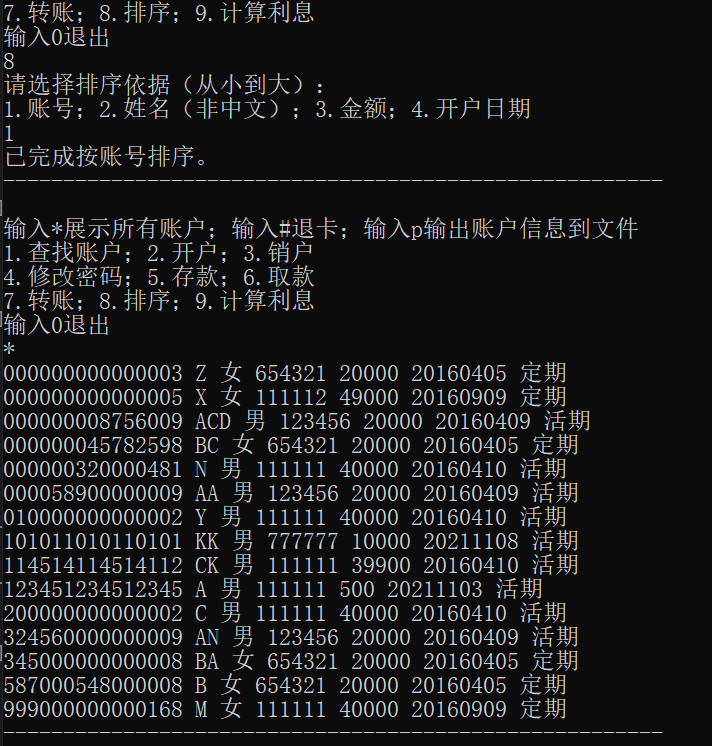 7.转账；8.排序；9.计算利息
输入0退出
8
请选择排序依据（从小到大）：
1.账号；2.姓名（非中文）；3.金额；4.开户日期
1
已完成按账号排序。
-------------------------------------------------------
输入*展示所有账户；输入#退卡；输入p输出账户信息到文件
1.查找账户；2.开户；3.销户
4.修改密码；5.存款；6.取款
7.转账；8.排序；9.计算利息
输入0退出
*
000000000000003 Z 女 654321 20000 20160405 定期
000000000000005 X 女 111112 49000 20160909 定期
000000008756009 ACD 男 123456 20000 20160409 活期
000000045782598 BC 女 654321 20000 20160405 定期
000000320000481 N 男 111111 40000 20160410 活期
000058900000009 AA 男 123456 20000 20160409 活期
010000000000002 Y 男 111111 40000 20160410 活期
101011010110101 KK 男 777777 10000 20211108 活期
114514114514112 CK 男 111111 39900 20160410 活期
123451234512345 A 男 111111 500 20211103 活期
200000000000002 C 男 111111 40000 20160410 活期
324560000000009 AN 男 123456 20000 20160409 活期
345000000000008 BA 女 654321 20000 20160405 定期
587000548000008 B 女 654321 20000 20160405 定期
999000000000168 M 女 111111 40000 20160909 定期
-------------------------------------------------------